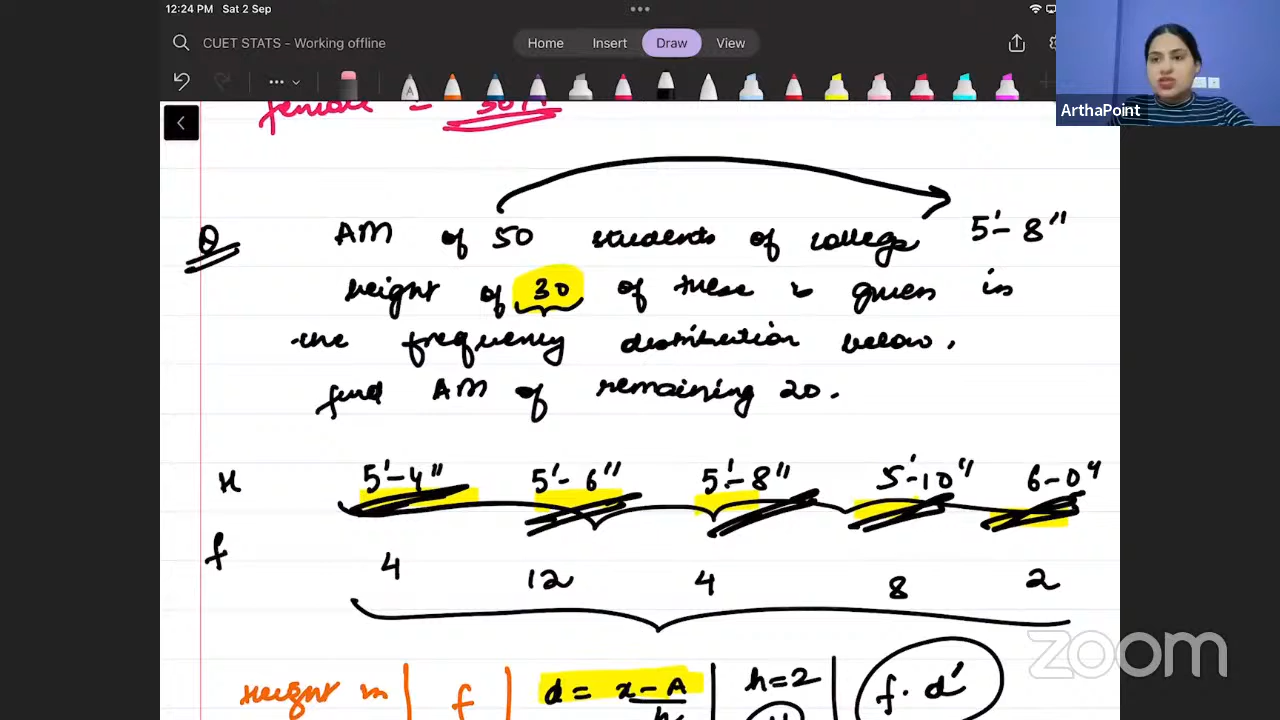 12:24 PM Sat 2 Sep
CUET STATS - Working offline
Home Insert Draw View
ArthaPoint
female = 30%
Q AM of 50 students of college 5'-8"
height of 30 of these is given in
the frequency distribution below.
find AM of remaining 20.
H 5'-4" 5'-6" 5'-8" 5'-10" 6-0"
f 4 12 4 8 2
zoom
Height in f d = x-A h=2 f.d'
h